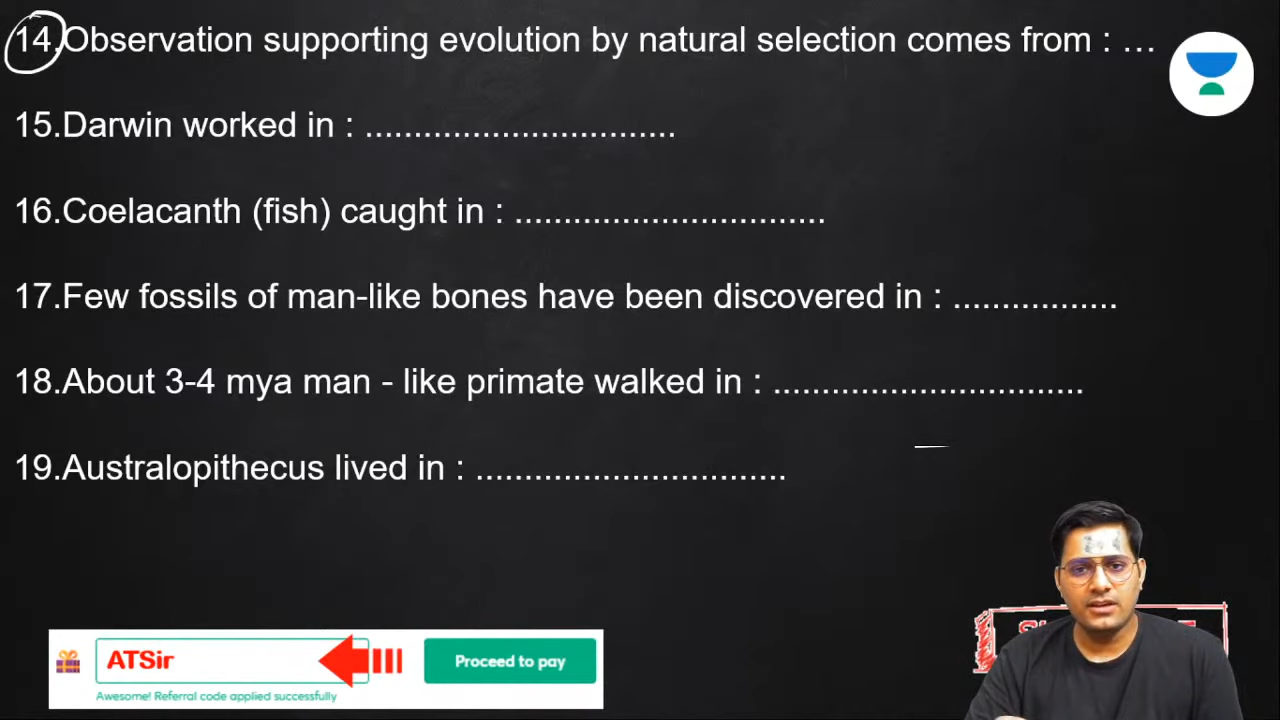 14.Observation supporting evolution by natural selection comes from : ...
15.Darwin worked in : ................................
16.Coelacanth (fish) caught in : ................................
17.Few fossils of man-like bones have been discovered in : .................
18.About 3-4 mya man - like primate walked in : ................................
19.Australopithecus lived in : ................................
ATSir
Proceed to pay
Awesome! Referral code applied successfully